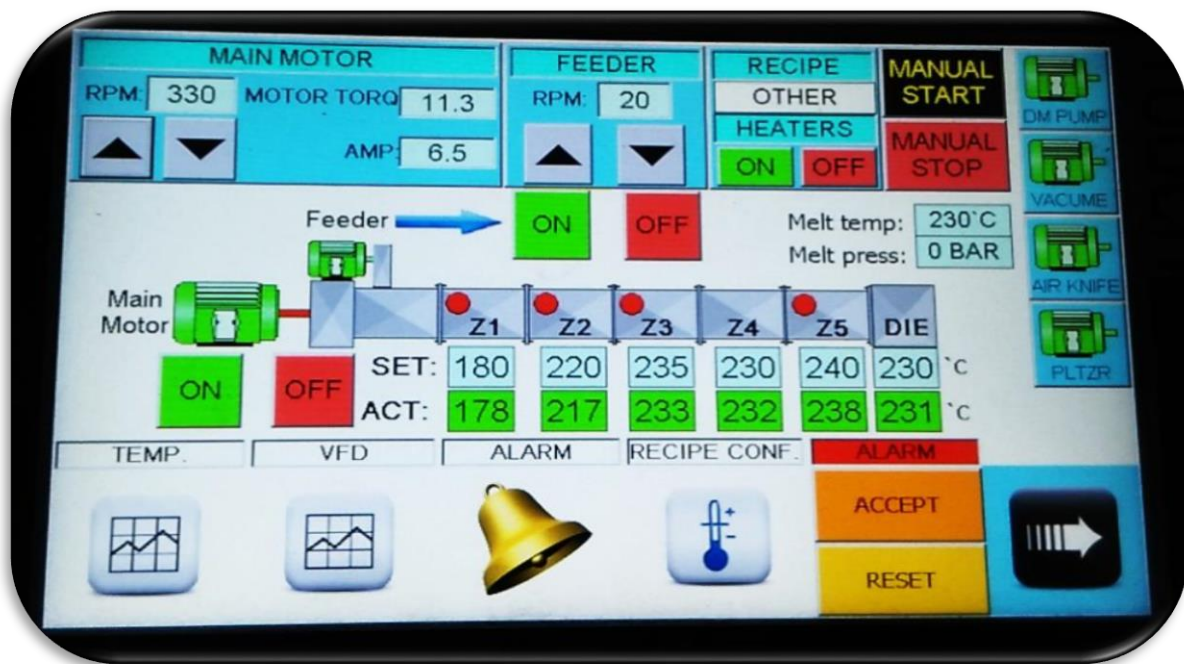 MAIN MOTOR
RPM: 330 MOTOR TORQ 11.3
AMP: 6.5
FEEDER
RPM: 20
RECIPE
OTHER
HEATERS
ON OFF
MANUAL
START
MANUAL
STOP
DM PUMP
VACUME
AIR KNIFE
PLTZR
Feeder
ON OFF
Melt temp: 230`C
Melt press: 0 BAR
Main
Motor
Z1 Z2 Z3 Z4 Z5 DIE
ON OFF
SET: 180 220 235 230 240 230 `C
ACT: 178 217 233 232 238 231 `C
TEMP. VFD ALARM RECIPE CONF. ALARM
ACCEPT
RESET